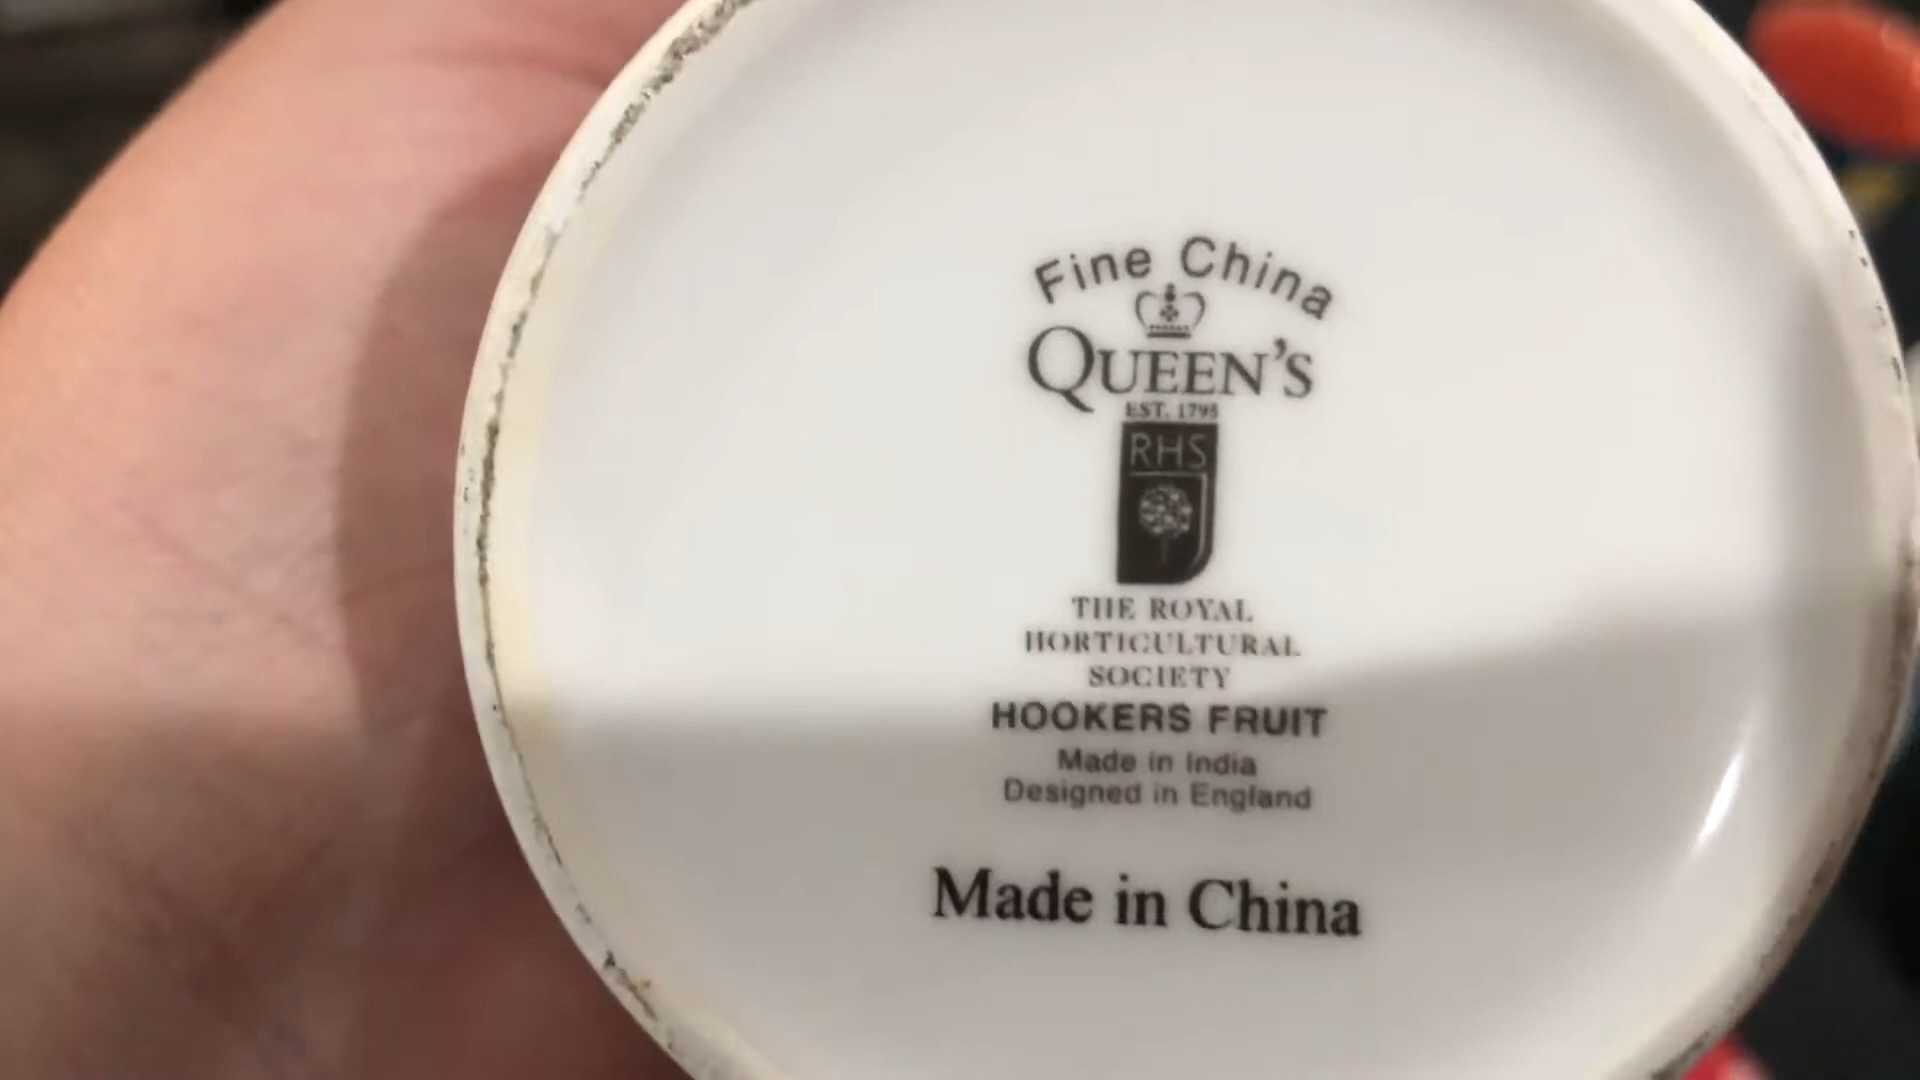 Fine China
QUEEN'S
EST. 1795
RHS
THE ROYAL
HORTICULTURAL
SOCIETY
HOOKERS FRUIT
Made in India
Designed in England
Made in China